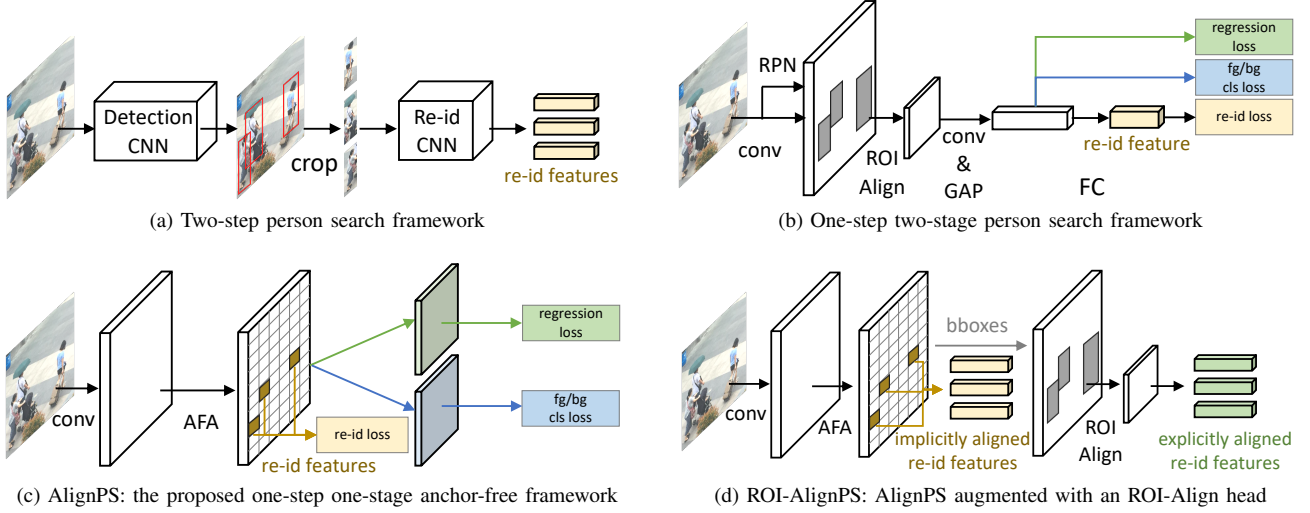 Detection
CNN
crop
Re-id
CNN
re-id features
(a) Two-step person search framework
conv
RPN
ROI
Align
conv
&
GAP
FC
re-id feature
regression
loss
fg/bg
cls loss
re-id loss
(b) One-step two-stage person search framework
conv
AFA
re-id features
re-id loss
regression
loss
fg/bg
cls loss
(c) AlignPS: the proposed one-step one-stage anchor-free framework
conv
AFA
bboxes
implicitly aligned
re-id features
ROI
Align
explicitly aligned
re-id features
(d) ROI-AlignPS: AlignPS augmented with an ROI-Align head